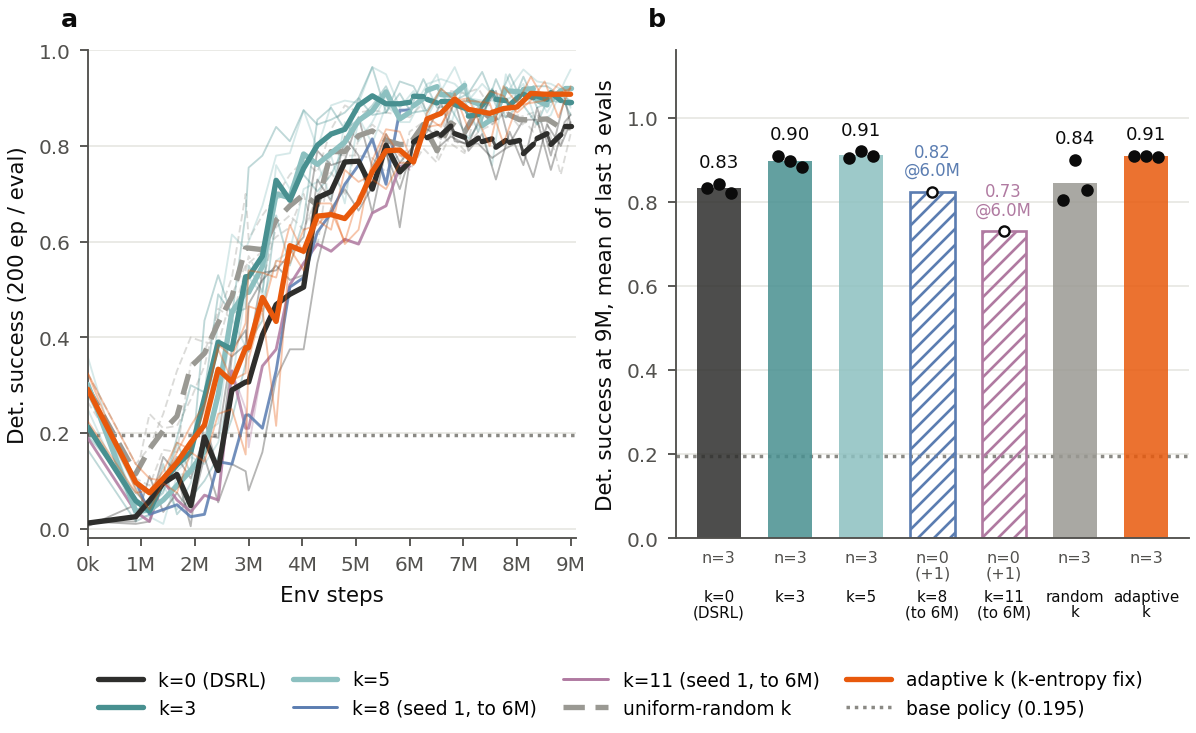 a
Det. success (200 ep / eval)
1.0
0.8
0.6
0.4
0.2
0.0
0k 1M 2M 3M 4M 5M 6M 7M 8M 9M
Env steps
b
Det. success at 9M, mean of last 3 evals
1.0
0.8
0.6
0.4
0.2
0.0
0.83
0.90
0.91
0.82
@6.0M
0.73
@6.0M
0.84
0.91
n=3 n=3 n=3 n=0 n=0 n=3 n=3
(+1) (+1)
k=0 k=3 k=5 k=8 k=11 random adaptive
(DSRL) (to 6M) (to 6M) k k
k=0 (DSRL) k=5 k=11 (seed 1, to 6M) adaptive k (k-entropy fix)
k=3 k=8 (seed 1, to 6M) uniform-random k base policy (0.195)